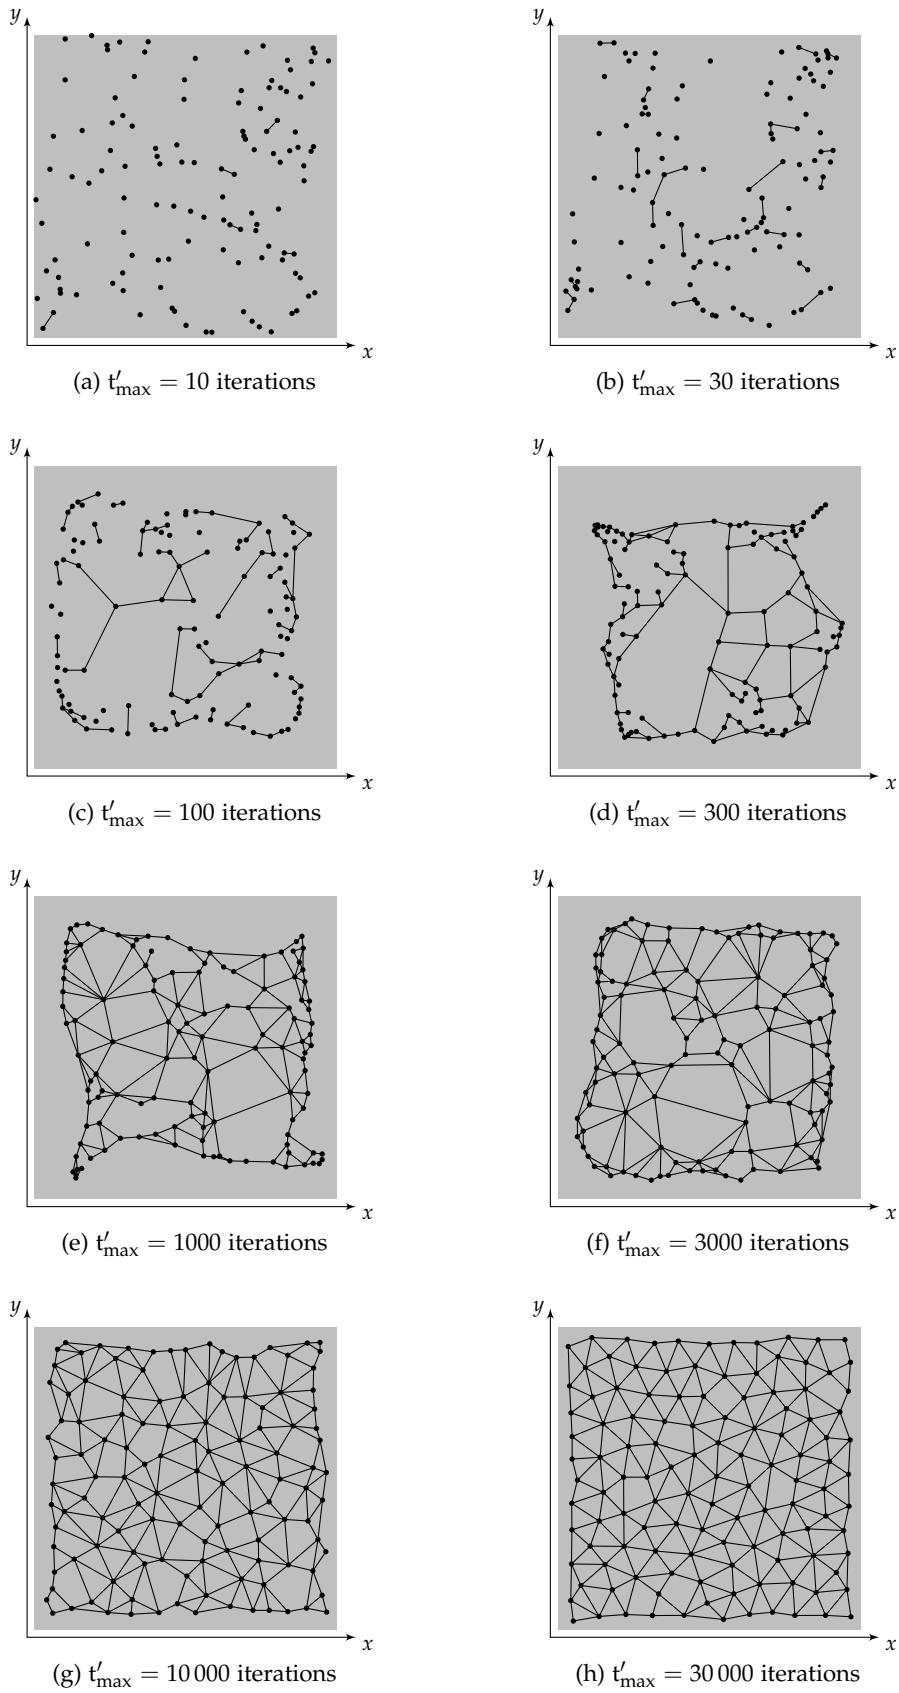 y
y
x
x
(a) t′max = 10 iterations
(b) t′max = 30 iterations
y
y
x
x
(c) t′max = 100 iterations
(d) t′max = 300 iterations
y
y
x
x
(e) t′max = 1000 iterations
(f) t′max = 3000 iterations
y
y
x
x
(g) t′max = 10 000 iterations
(h) t′max = 30 000 iterations